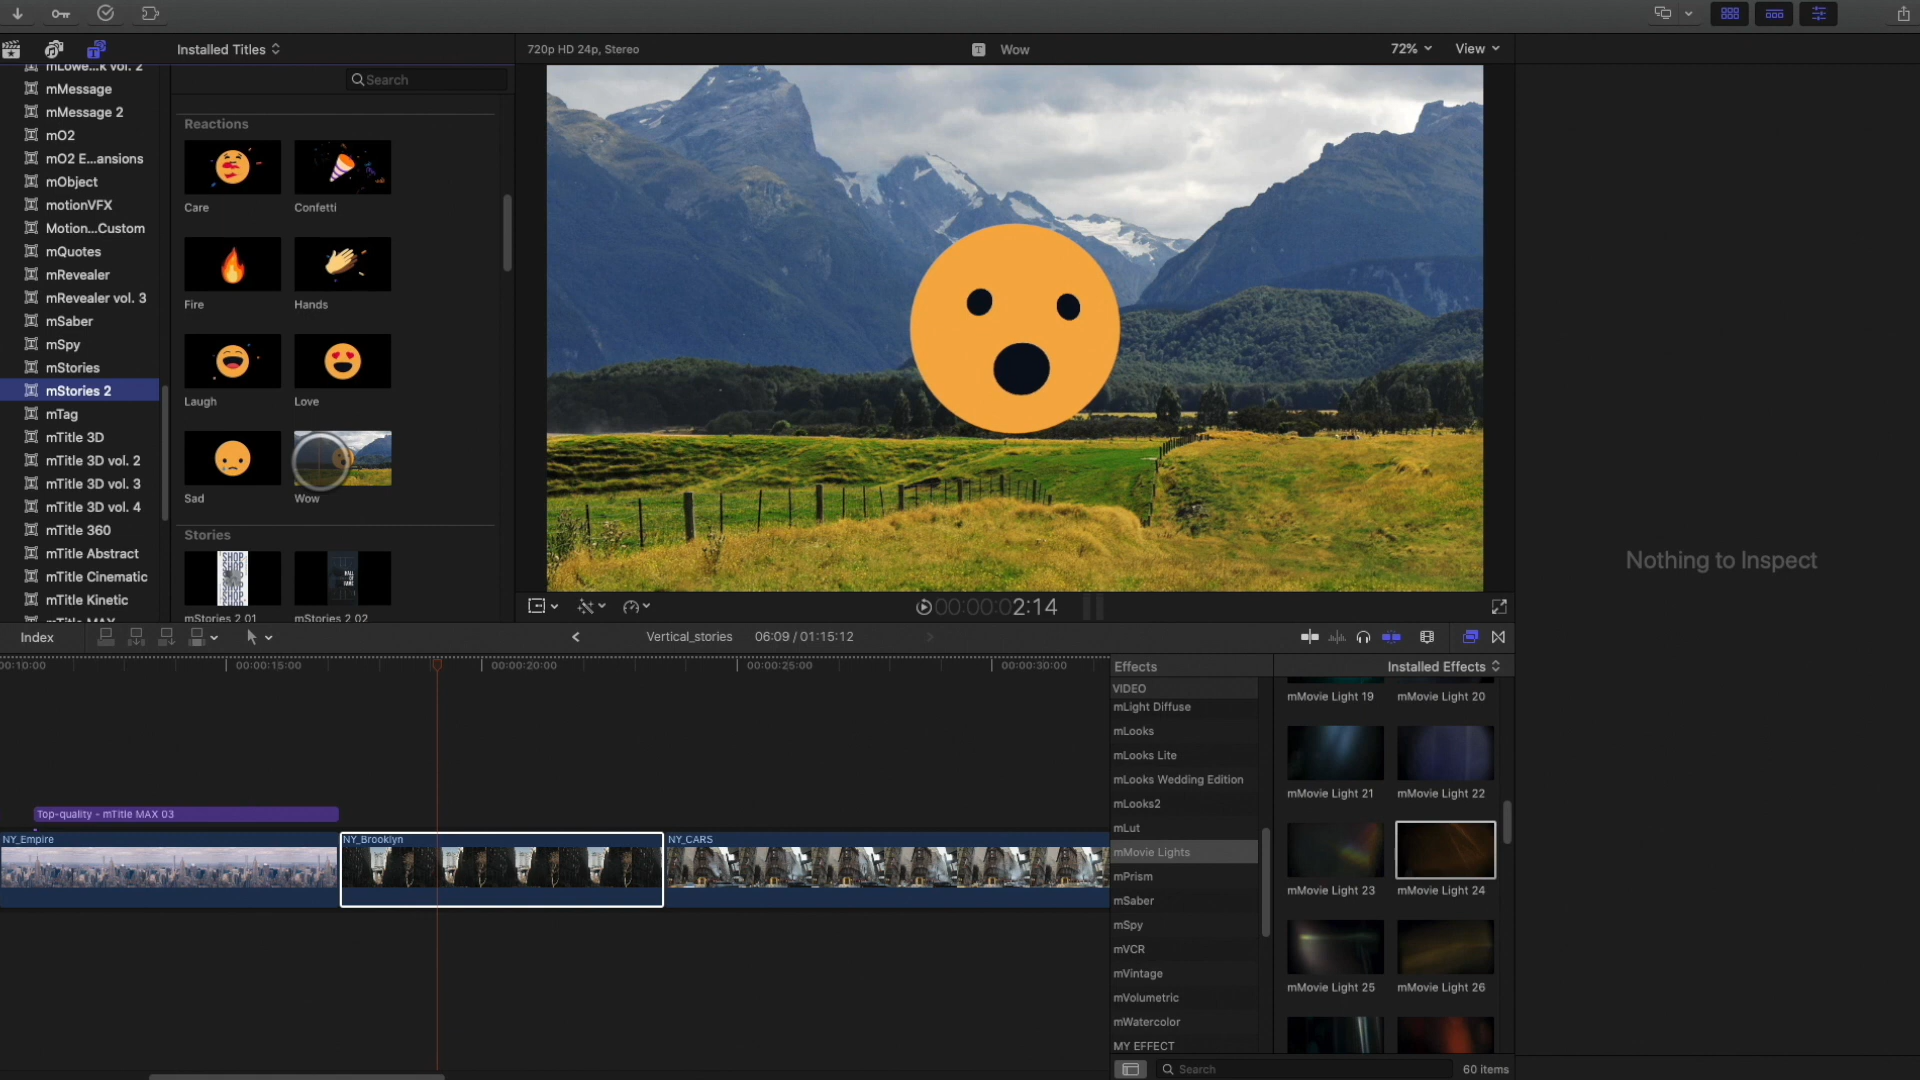 Installed Titles
720p HD 24p, Stereo
Wow
72%
View
Search
mLowe...k vol. 2
mMessage
mMessage 2
mO2
mO2 E...ansions
mObject
motionVFX
Motion...Custom
mQuotes
mRevealer
mRevealer vol. 3
mSaber
mSpy
mStories
mStories 2
mTag
mTitle 3D
mTitle 3D vol. 2
mTitle 3D vol. 3
mTitle 3D vol. 4
mTitle 360
mTitle Abstract
mTitle Cinematic
mTitle Kinetic
mTitle MAX
Reactions
Care
Confetti
Fire
Hands
Laugh
Love
Sad
Wow
Stories
SHOP
SHOP
SHOP
mStories 2 01
mStories 2 02
00:00:02:14
Nothing to Inspect
Index
Vertical_stories
06:09 / 01:15:12
00:10:00
00:00:15:00
00:00:20:00
00:00:25:00
00:00:30:00
Top-quality - mTitle MAX 03
NY_Empire
NY_Brooklyn
NY_CARS
Effects
Installed Effects
VIDEO
mLight Diffuse
mLooks
mLooks Lite
mLooks Wedding Edition
mLooks2
mLut
mMovie Lights
mPrism
mSaber
mSpy
mVCR
mVintage
mVolumetric
mWatercolor
MY EFFECT
mMovie Light 19
mMovie Light 20
mMovie Light 21
mMovie Light 22
mMovie Light 23
mMovie Light 24
mMovie Light 25
mMovie Light 26
Search
60 items